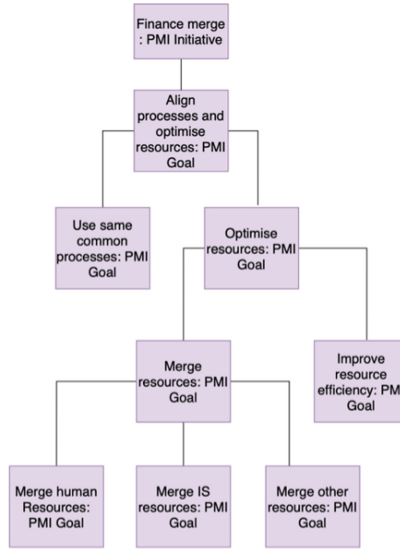 Finance merge
: PMI Initiative
Align
processes and
optimise
resources: PMI
Goal
Use same
common
processes: PMI
Goal
Optimise
resources: PMI
Goal
Merge
resources: PMI
Goal
Improve
resource
efficiency: PM
Goal
Merge human
Resources:
PMI Goal
Merge IS
resources: PMI
Goal
Merge other
resources: PMI
Goal